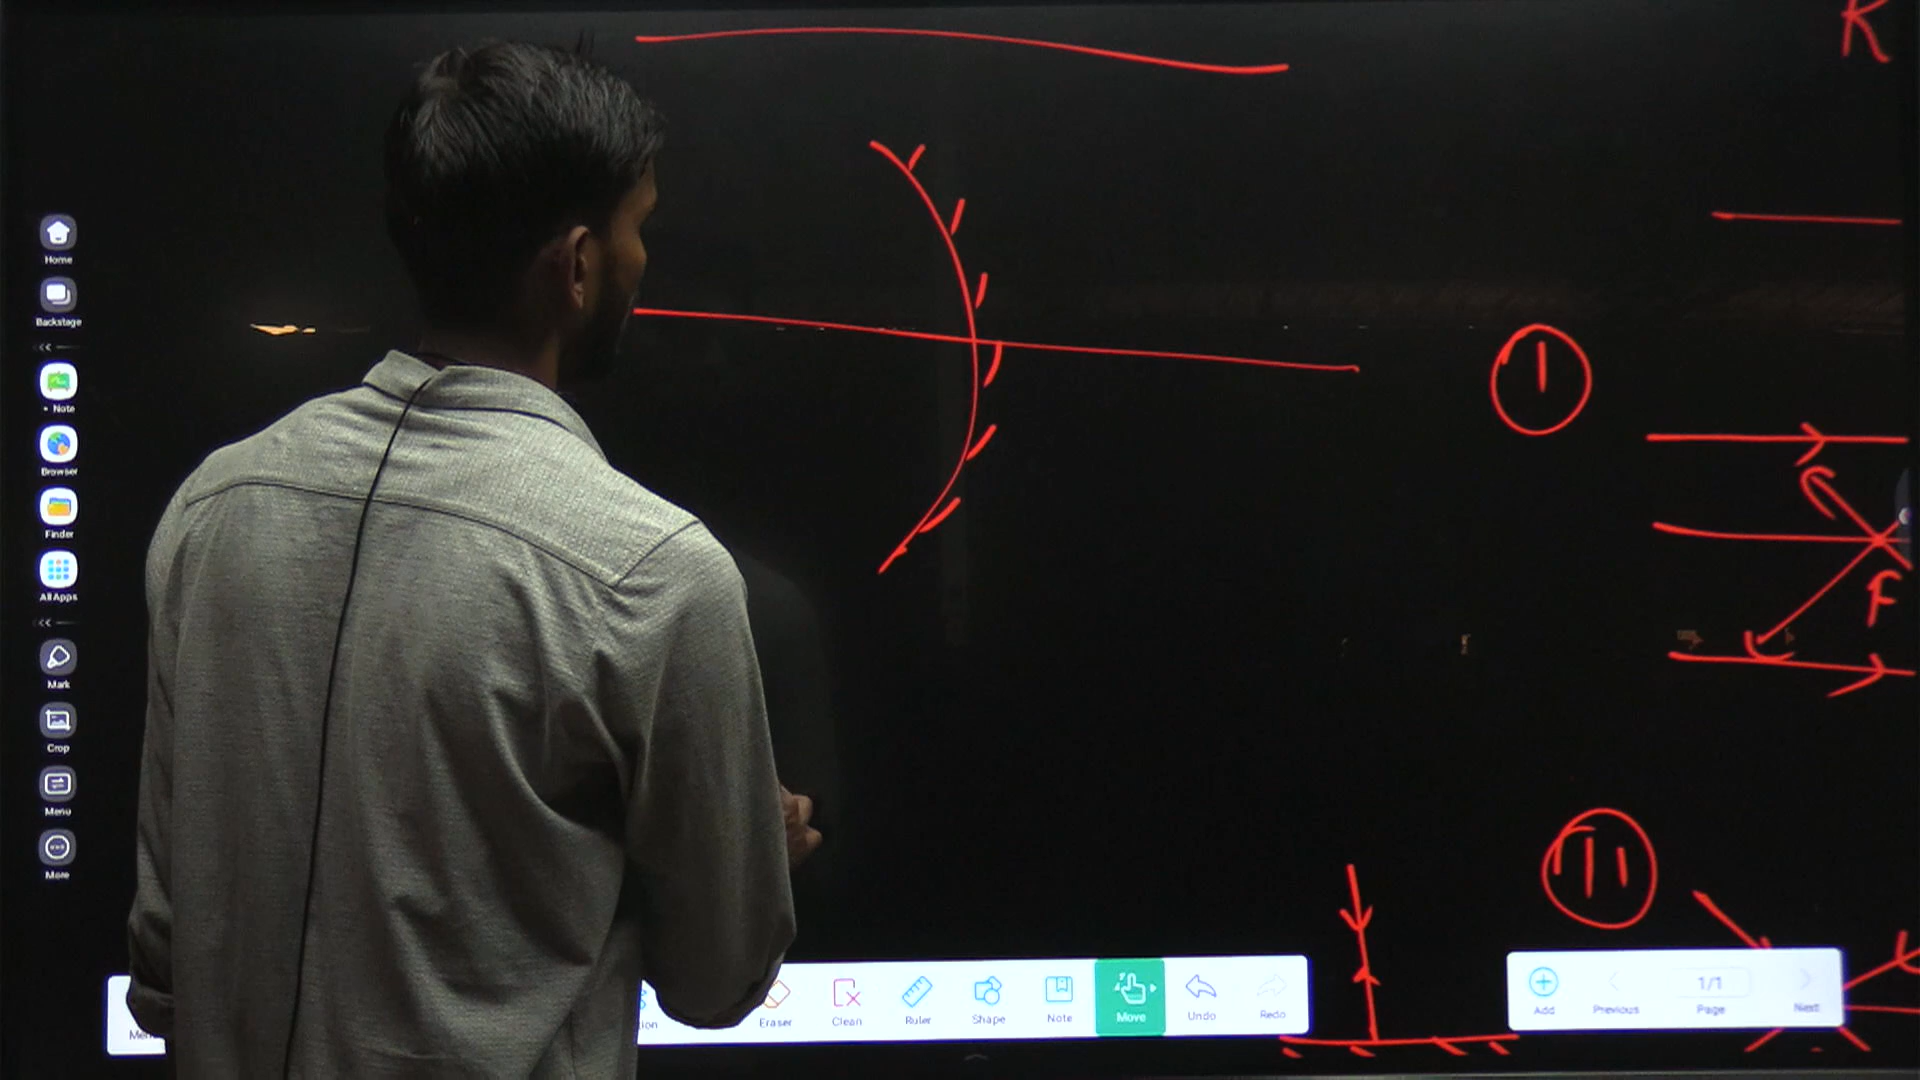 K
Home
Backstage
I
Note
Browser
Finder
F
All Apps
Mark
Crop
Menu
II
More
Eraser
Clean
Ruler
Shape
Note
Move
Undo
Redo
Add
Previous
1/1
Page
Next